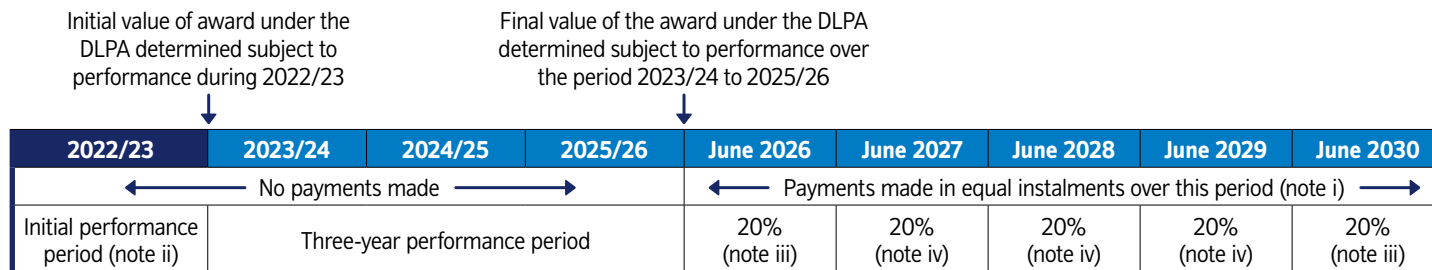 Initial value of award under the
DLPA determined subject to
performance during 2022/23
Final value of the award under the DLPA
determined subject to performance over
the period 2023/24 to 2025/26
2022/23 2023/24 2024/25 2025/26 June 2026 June 2027 June 2028 June 2029 June 2030
No payments made Payments made in equal instalments over this period (note i)
Initial performance
period (note ii)
Three-year performance period
20%
(note iii)
20%
(note iv)
20%
(note iv)
20%
(note iv)
20%
(note iii)